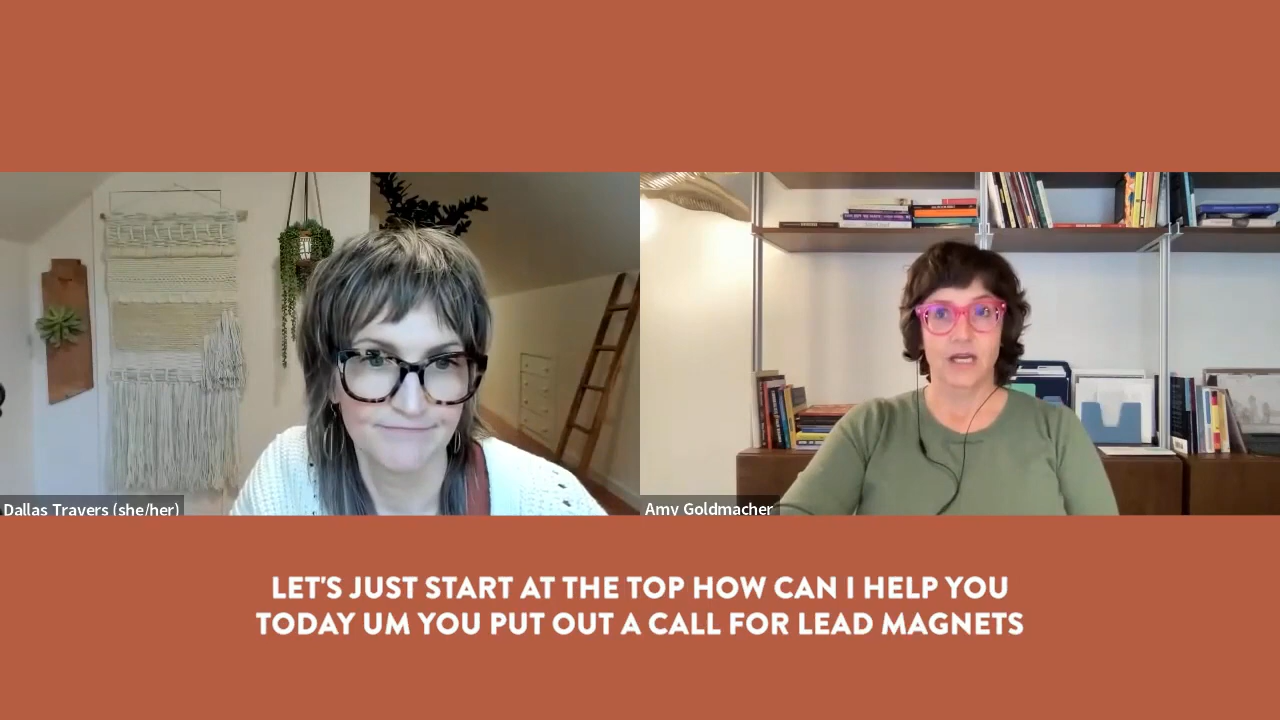 Dallas Travers (she/her)
Amy Goldmacher
LET'S JUST START AT THE TOP HOW CAN I HELP YOU
TODAY UM YOU PUT OUT A CALL FOR LEAD MAGNETS